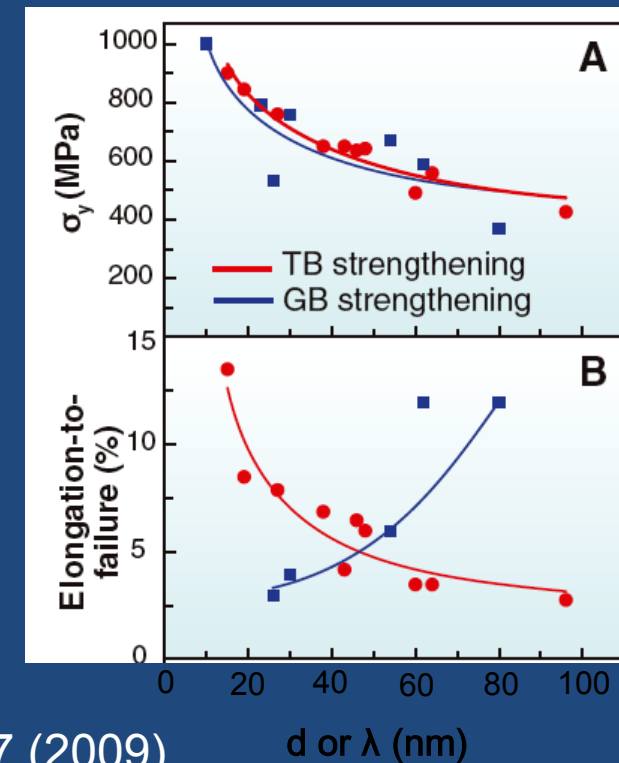 A
1000
800
600
400
200
σy (MPa)
TB strengthening
GB strengthening
B
15
10
5
0
Elongation-to-
failure (%)
0 20 40 60 80 100
d or λ (nm)
7 (2009)